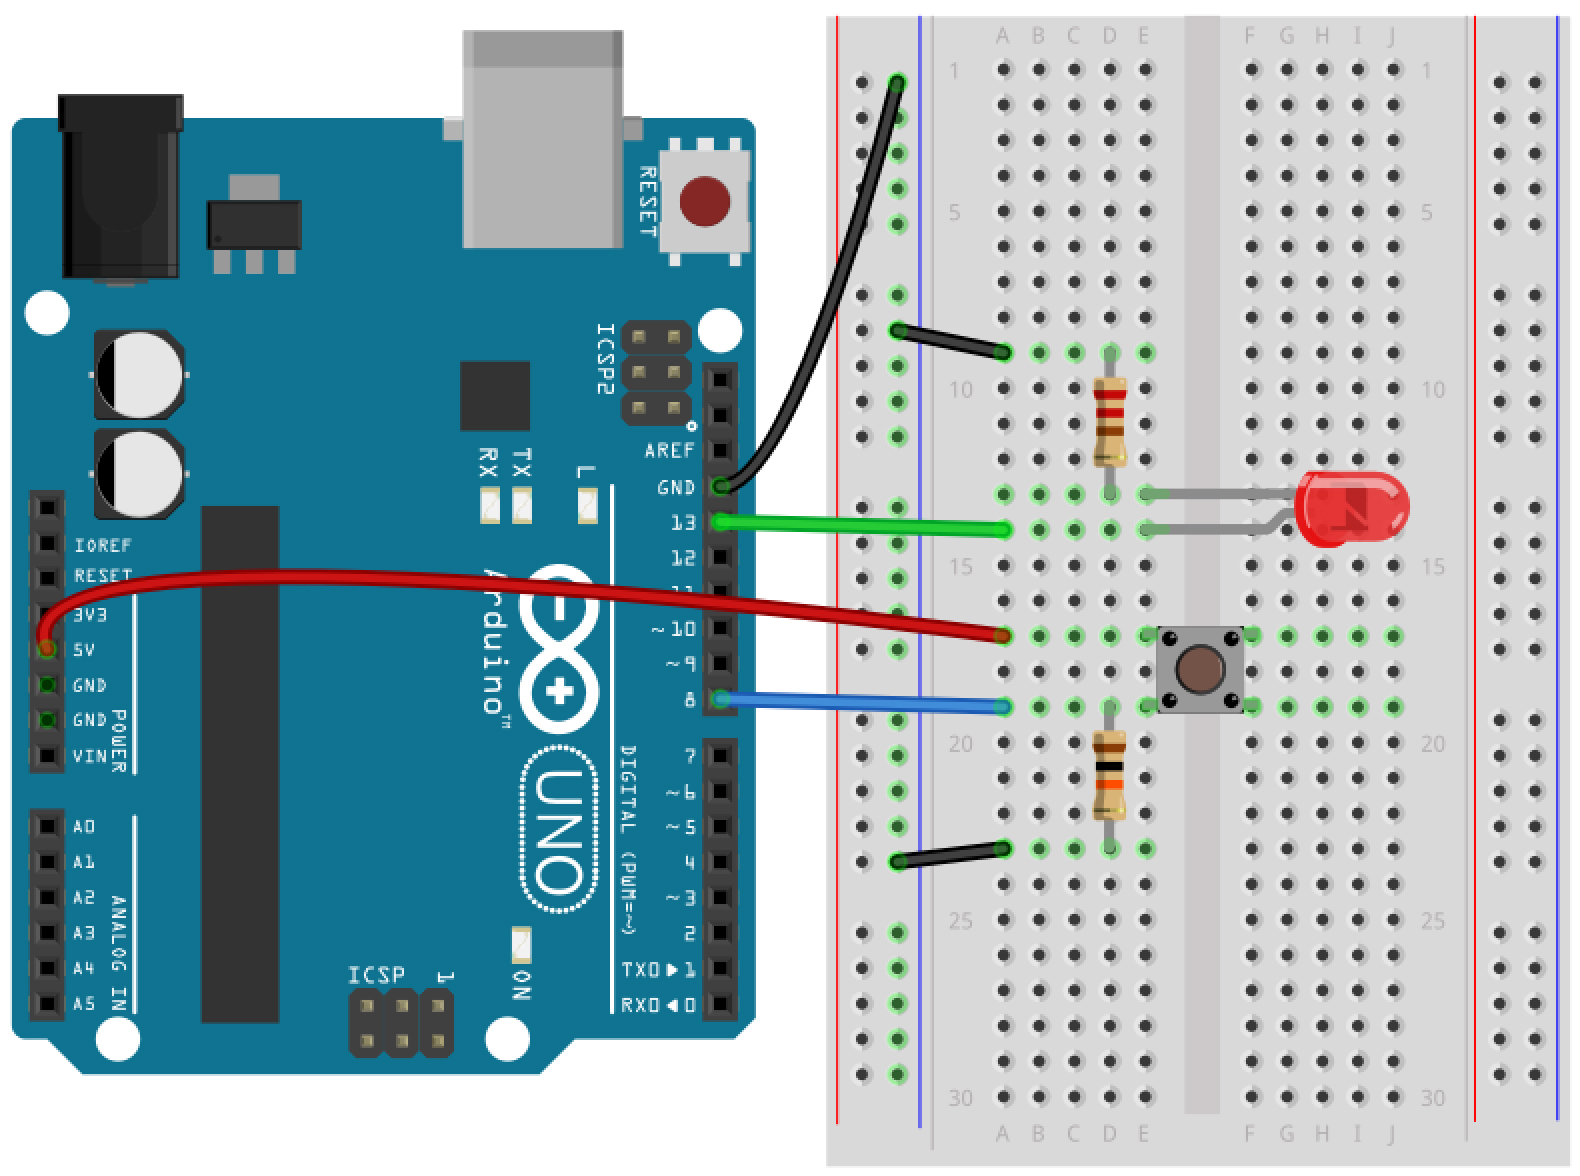 A B C D E F G H I J
1 1
5 5
10 10
15 15
20 20
25 25
30 30
A B C D E F G H I J
RESET
ICSP2
AREF
GND
13
12
~10
~9
8
7
~6
~5
4
~3
2
TX0▶1
RX0◀0
DIGITAL (PWM=~)
RX
TX
L
Arduino™
UNO
IOREF
RESET
3V3
5V
GND
GND
VIN
POWER
A0
A1
A2
A3
A4
A5
ANALOG IN
ICSP
1
ON